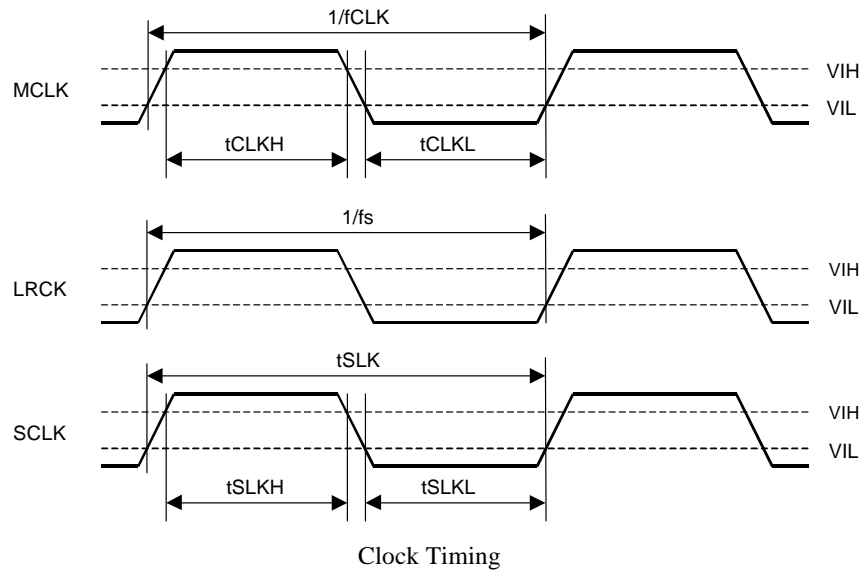 1/fCLK
VIH
MCLK
VIL
tCLKH tCLKL
1/fs
VIH
LRCK
VIL
tSLK
VIH
SCLK
VIL
tSLKH tSLKL
Clock Timing